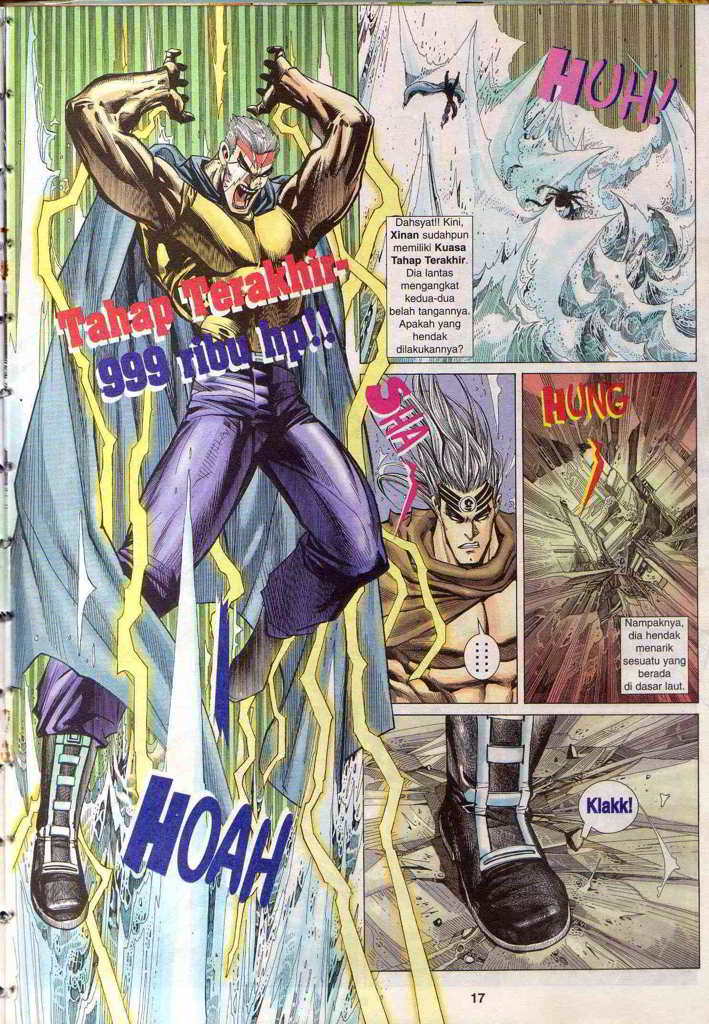 Tahap Terakhir-
999 ribu hp!!
HUH!
Dahsyat!! Kini,
Xinan sudahpun
memiliki Kuasa
Tahap Terakhir.
Dia lantas
mengangkat
kedua-dua
belah tangannya.
Apakah yang
hendak
dilakukannya?
SHA
HUNG
Nampaknya,
dia hendak
menarik
sesuatu yang
berada
di dasar laut.
HOAH
Klakk!
17